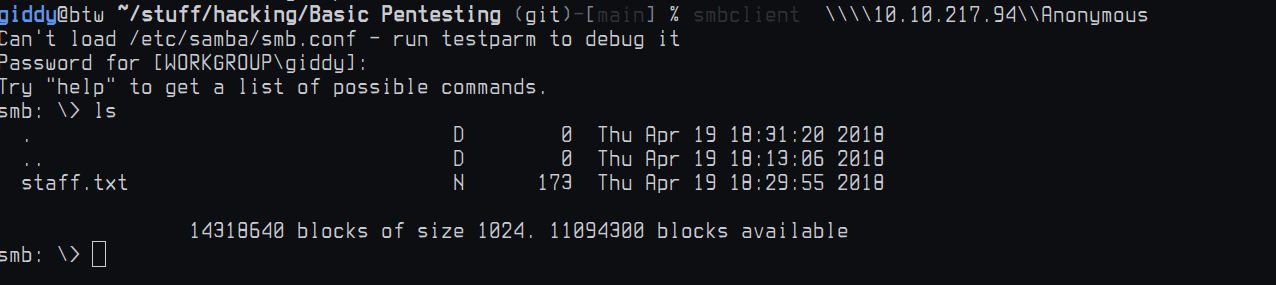 giddy@btw ~/stuff/hacking/Basic Pentesting (git)-[main] % smbclient  \\\\10.10.217.94\\Anonymous
Can't load /etc/samba/smb.conf - run testparm to debug it
Password for [WORKGROUP\giddy]:
Try "help" to get a list of possible commands.
smb: \> ls
  .                                   D        0  Thu Apr 19 18:31:20 2018
  ..                                  D        0  Thu Apr 19 18:13:06 2018
  staff.txt                           N      173  Thu Apr 19 18:29:55 2018
                14318640 blocks of size 1024. 11094300 blocks available
smb: \>